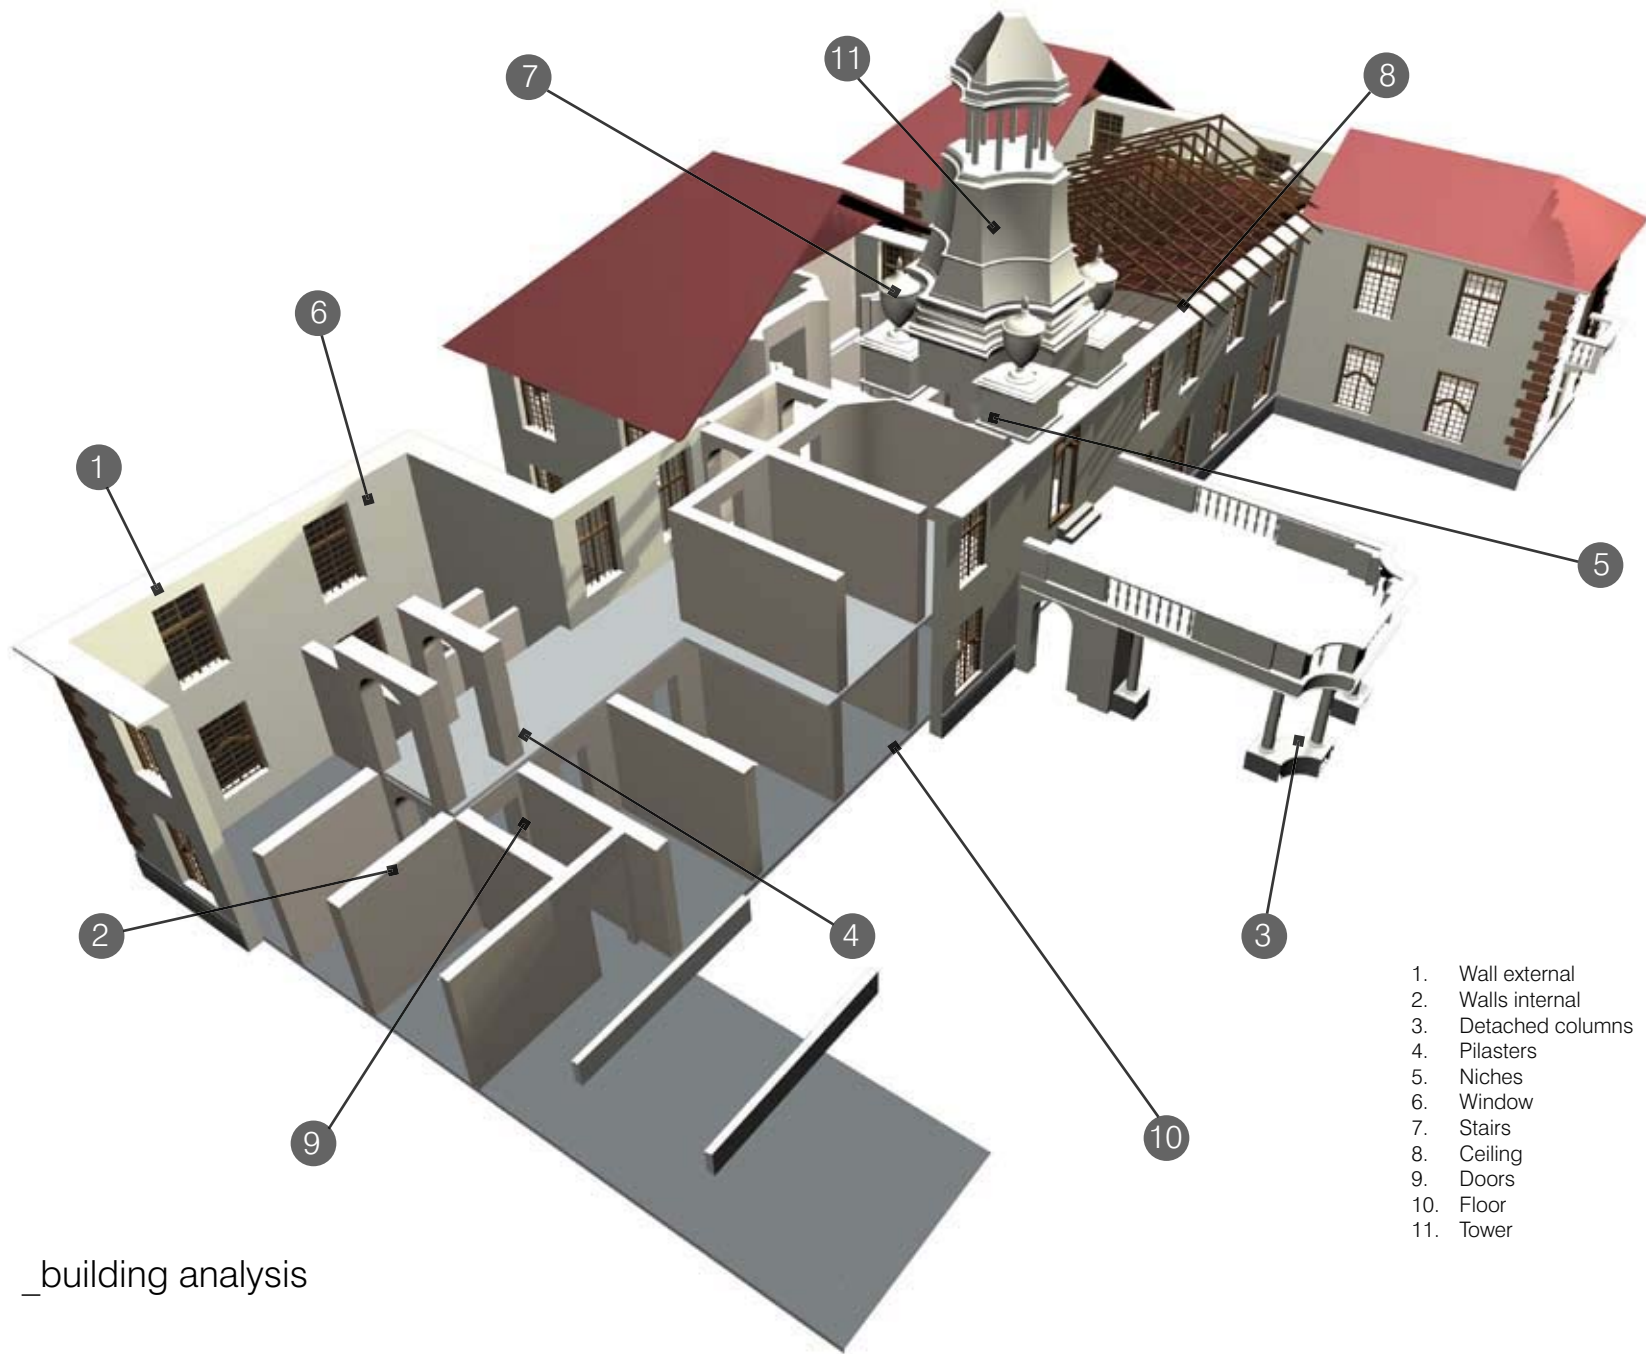 7
11
8
6
1
5
2
4
3
9
10
1. Wall external
2. Walls internal
3. Detached columns
4. Pilasters
5. Niches
6. Window
7. Stairs
8. Ceiling
9. Doors
10. Floor
11. Tower
_building analysis